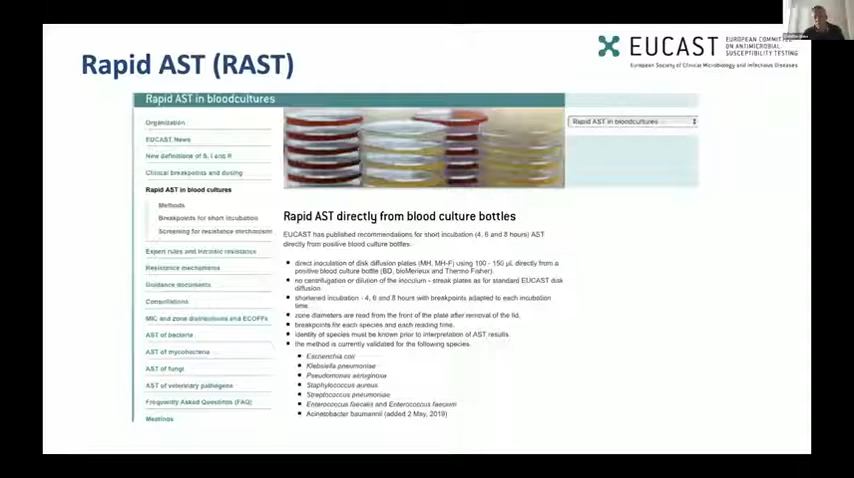 Rapid AST (RAST)
EUCAST
EUROPEAN COMMITTEE
ON ANTIMICROBIAL
SUSCEPTIBILITY TESTING
European Society of Clinical Microbiology and Infectious Diseases
Rapid AST in bloodcultures
Organization
EUCAST News
New definitions of S, I and R
Clinical breakpoints and dosing
Rapid AST in blood cultures
Methods
Breakpoints for short incubation
Screening for resistance mechanism
Expert rules and intrinsic resistance
Resistance mechanisms
Guidance documents
Consultations
MIC and zone distributions and ECOFFs
AST of bacteria
AST of mycobacteria
AST of fungi
AST of veterinary pathogens
Frequently Asked Questions (FAQ)
Meetings
Rapid AST in bloodcultures
Rapid AST directly from blood culture bottles
EUCAST has published recommendations for short incubation (4, 6 and 8 hours) AST
directly from positive blood culture bottles.
direct inoculation of disk diffusion plates (MH, MH-F) using 100 - 150 µL directly from a
positive blood culture bottle (BD, bioMerieux and Thermo Fisher).
no centrifugation or dilution of the inoculum - streak plates as for standard EUCAST disk
diffusion
shortened incubation - 4, 6 and 8 hours with breakpoints adapted to each incubation
time.
zone diameters are read from the front of the plate after removal of the lid.
breakpoints for each species and each reading time.
identity of species must be known prior to interpretation of AST results.
the method is currently validated for the following species.
Escherichia coli
Klebsiella pneumoniae
Pseudomonas aeruginosa
Staphylococcus aureus
Streptococcus pneumoniae
Enterococcus faecalis and Enterococcus faecium
Acinetobacter baumannii (added 2 May, 2019)